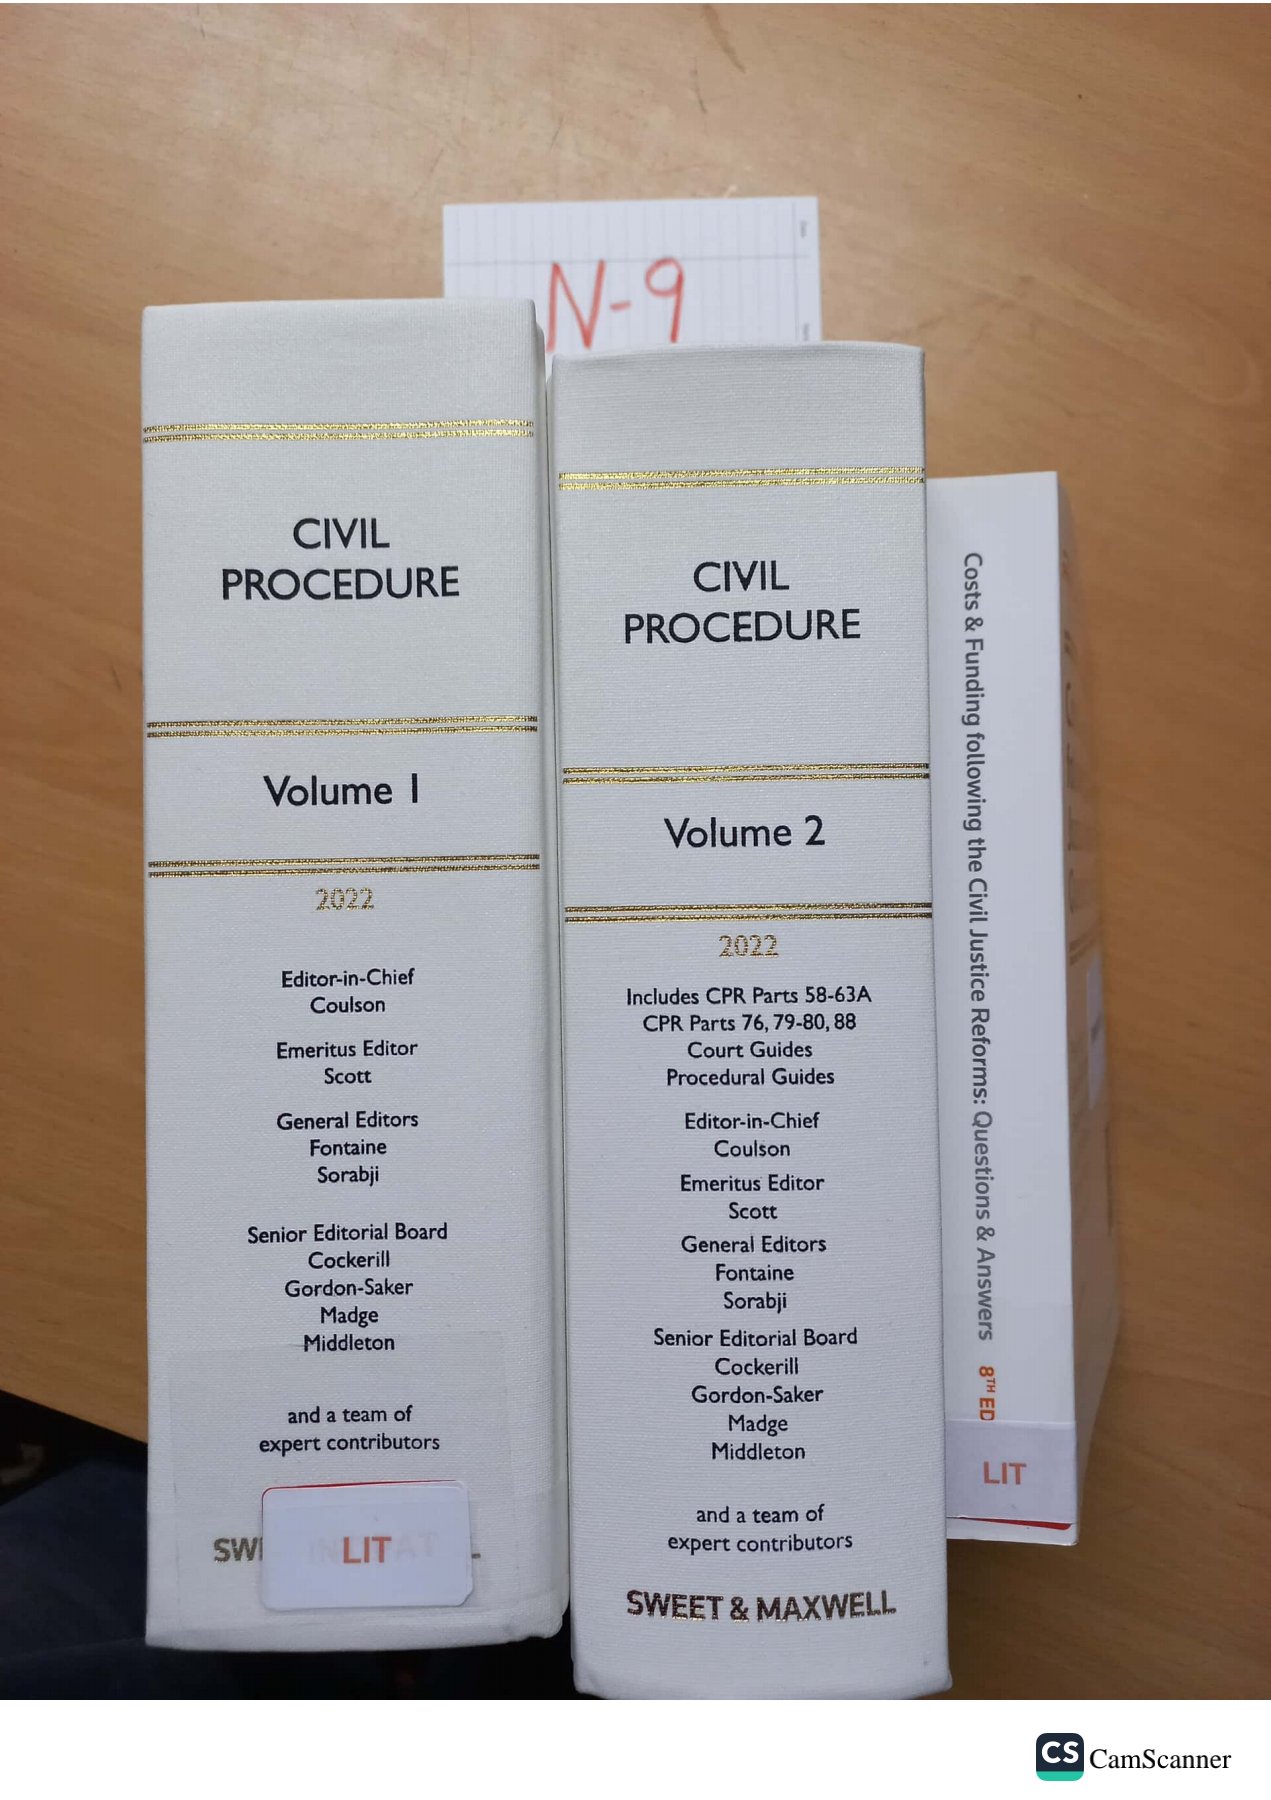 N-9
CIVIL
PROCEDURE
Volume 1
2022
Editor-in-Chief
Coulson
Emeritus Editor
Scott
General Editors
Fontaine
Sorabji
Senior Editorial Board
Cockerill
Gordon-Saker
Madge
Middleton
and a team of
expert contributors
LIT
CIVIL
PROCEDURE
Volume 2
2022
Includes CPR Parts 58-63A
CPR Parts 76, 79-80, 88
Court Guides
Procedural Guides
Editor-in-Chief
Coulson
Emeritus Editor
Scott
General Editors
Fontaine
Sorabji
Senior Editorial Board
Cockerill
Gordon-Saker
Madge
Middleton
and a team of
expert contributors
SWEET & MAXWELL
Costs & Funding following the Civil Justice Reforms: Questions & Answers 8TH ED
LIT
CS CamScanner